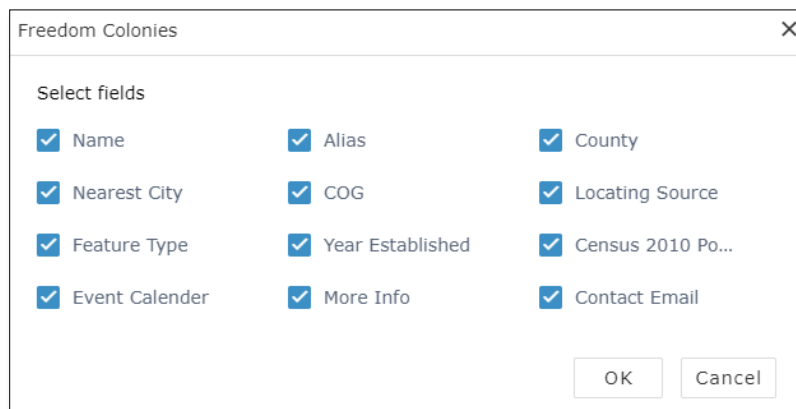 Freedom Colonies
Select fields
Name Alias County
Nearest City COG Locating Source
Feature Type Year Established Census 2010 Po...
Event Calender More Info Contact Email
OK Cancel